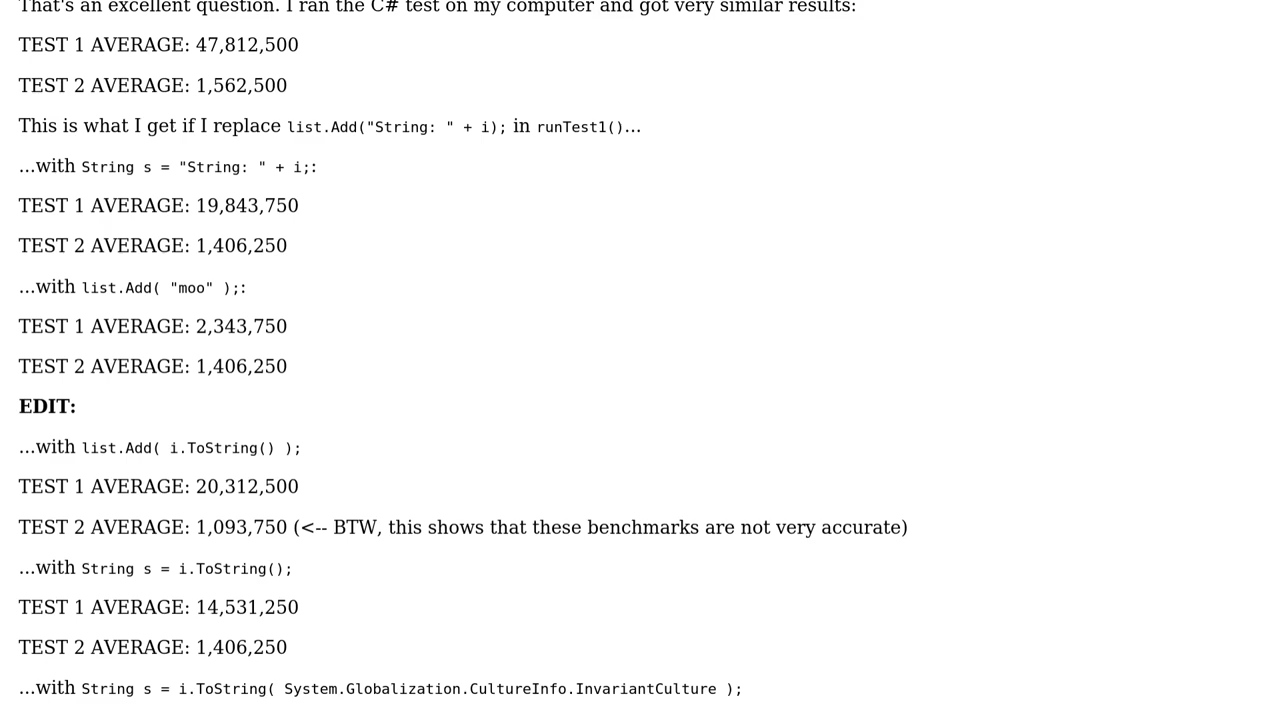 That's an excellent question. I ran the C# test on my computer and got very similar results:
TEST 1 AVERAGE: 47,812,500
TEST 2 AVERAGE: 1,562,500
This is what I get if I replace list.Add("String: " + i); in runTest1()...
...with String s = "String: " + i;:
TEST 1 AVERAGE: 19,843,750
TEST 2 AVERAGE: 1,406,250
...with list.Add( "moo" );:
TEST 1 AVERAGE: 2,343,750
TEST 2 AVERAGE: 1,406,250
EDIT:
...with list.Add( i.ToString() );
TEST 1 AVERAGE: 20,312,500
TEST 2 AVERAGE: 1,093,750 (<-- BTW, this shows that these benchmarks are not very accurate)
...with String s = i.ToString();
TEST 1 AVERAGE: 14,531,250
TEST 2 AVERAGE: 1,406,250
...with String s = i.ToString( System.Globalization.CultureInfo.InvariantCulture );